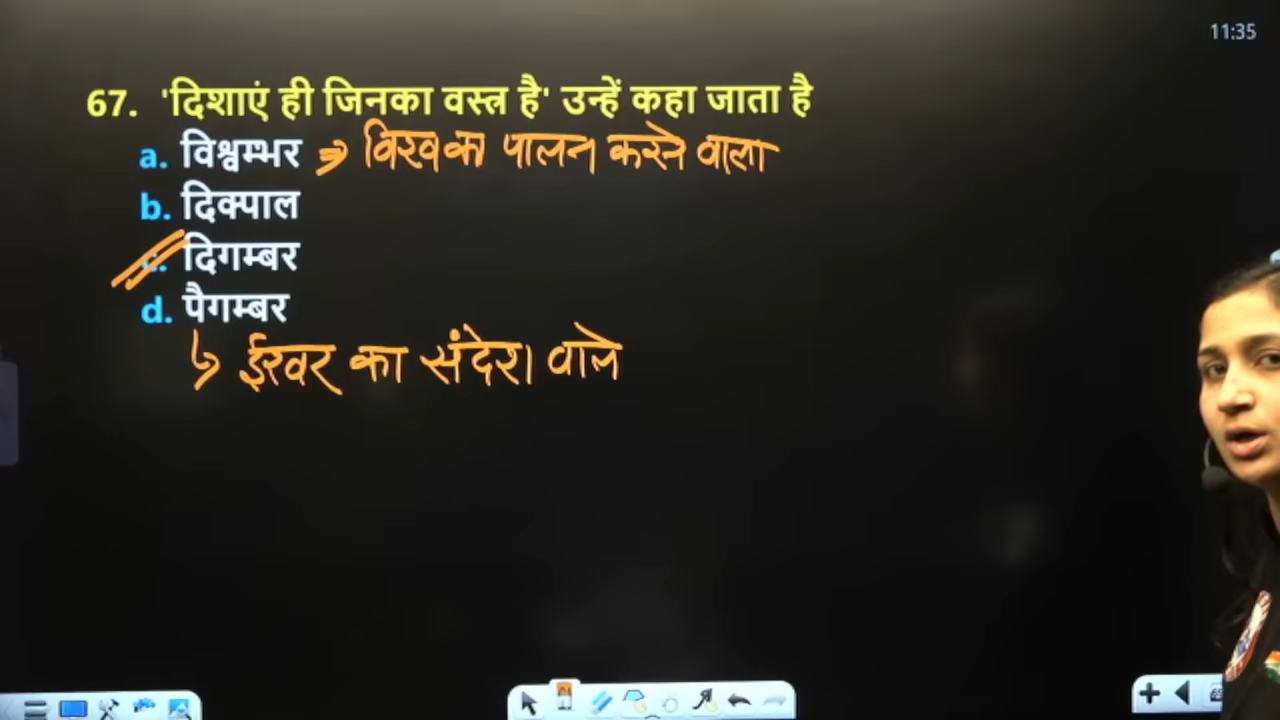 11:35
67. 'दिशाएं ही जिनका वस्त्र है' उन्हें कहा जाता है
a. विश्वम्भर → विश्व का पालन करने वाला
b. दिक्पाल
c. दिगम्बर
d. पैगम्बर
↳ ईश्वर का संदेश वाले